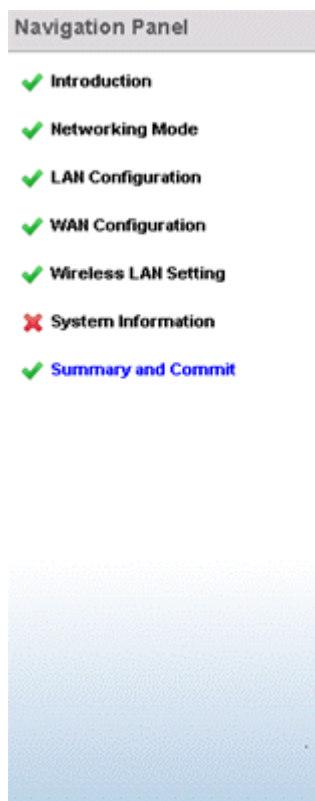 Navigation Panel
Introduction
Networking Mode
LAN Configuration
WAN Configuration
Wireless LAN Setting
System Information
Summary and Commit